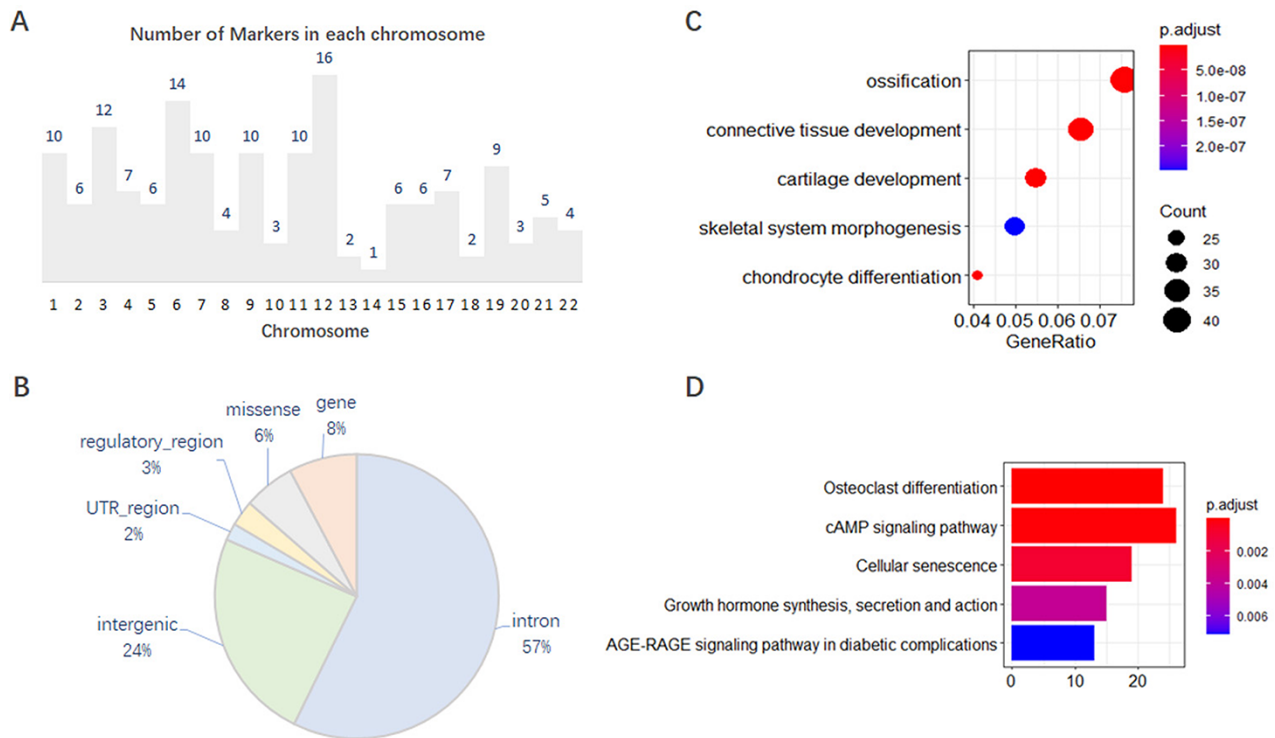 A
Number of Markers in each chromosome
10 6 12 7 6 14 10 4 10 3 10 16 2 1 6 6 7 2 9 3 5 4
1 2 3 4 5 6 7 8 9 10 11 12 13 14 15 16 17 18 19 20 21 22
Chromosome
B
gene
8%
missense
6%
regulatory_region
3%
UTR_region
2%
intergenic
24%
intron
57%
C
ossification
connective tissue development
cartilage development
skeletal system morphogenesis
chondrocyte differentiation
0.04 0.05 0.06 0.07
GeneRatio
p.adjust
5.0e-08
1.0e-07
1.5e-07
2.0e-07
Count
25
30
35
40
D
Osteoclast differentiation
cAMP signaling pathway
Cellular senescence
Growth hormone synthesis, secretion and action
AGE-RAGE signaling pathway in diabetic complications
0 10 20
p.adjust
0.002
0.004
0.006